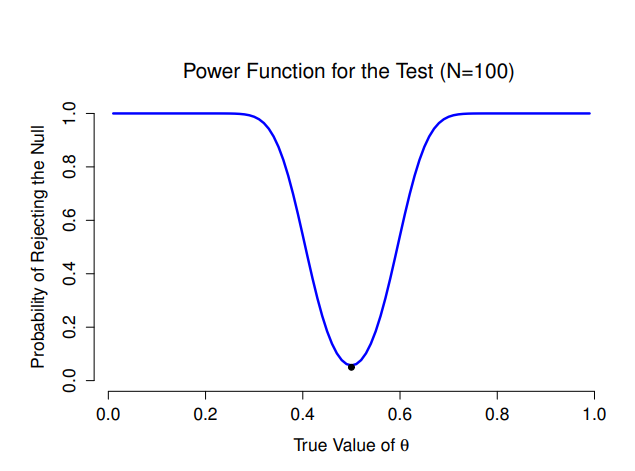 Power Function for the Test (N=100)
Probability of Rejecting the Null
1.0
0.8
0.6
0.4
0.2
0.0
0.0 0.2 0.4 0.6 0.8 1.0
True Value of θ